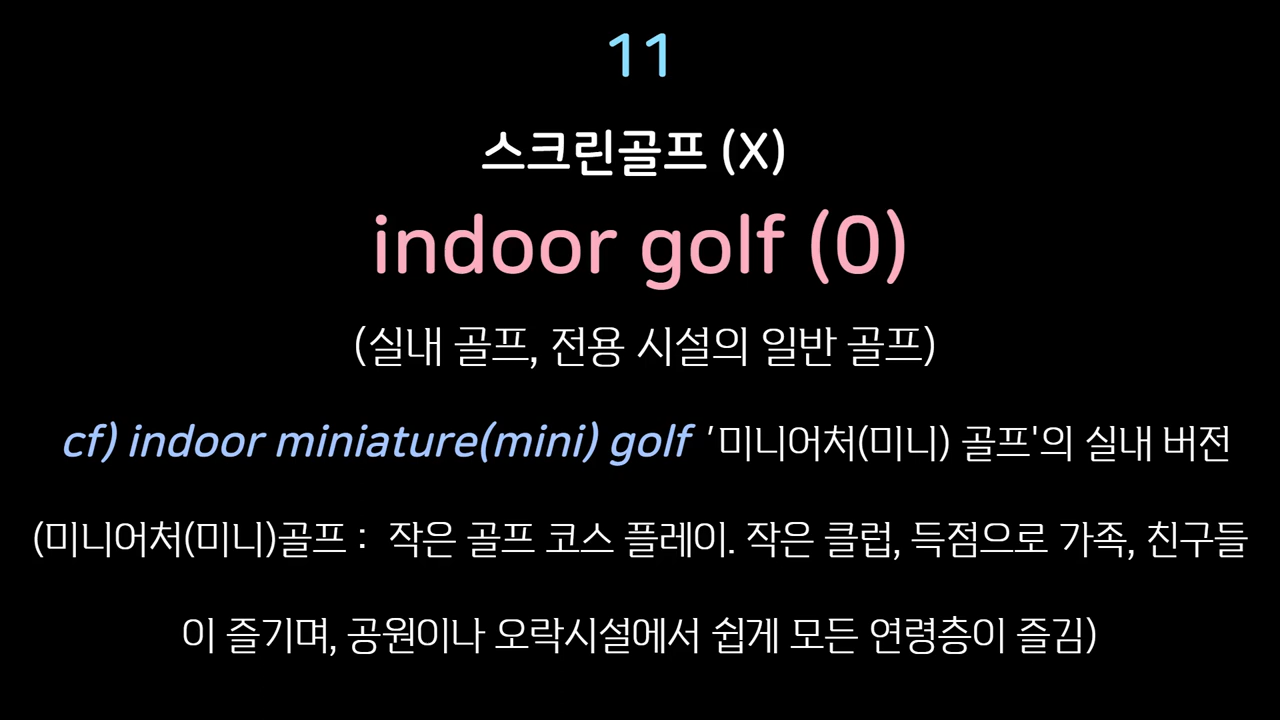 11
스크린골프 (X)
indoor golf (0)
(실내 골프, 전용 시설의 일반 골프)
cf) indoor miniature(mini) golf '미니어처(미니) 골프'의 실내 버전
(미니어처(미니)골프 : 작은 골프 코스 플레이. 작은 클럽, 득점으로 가족, 친구들
이 즐기며, 공원이나 오락시설에서 쉽게 모든 연령층이 즐김)